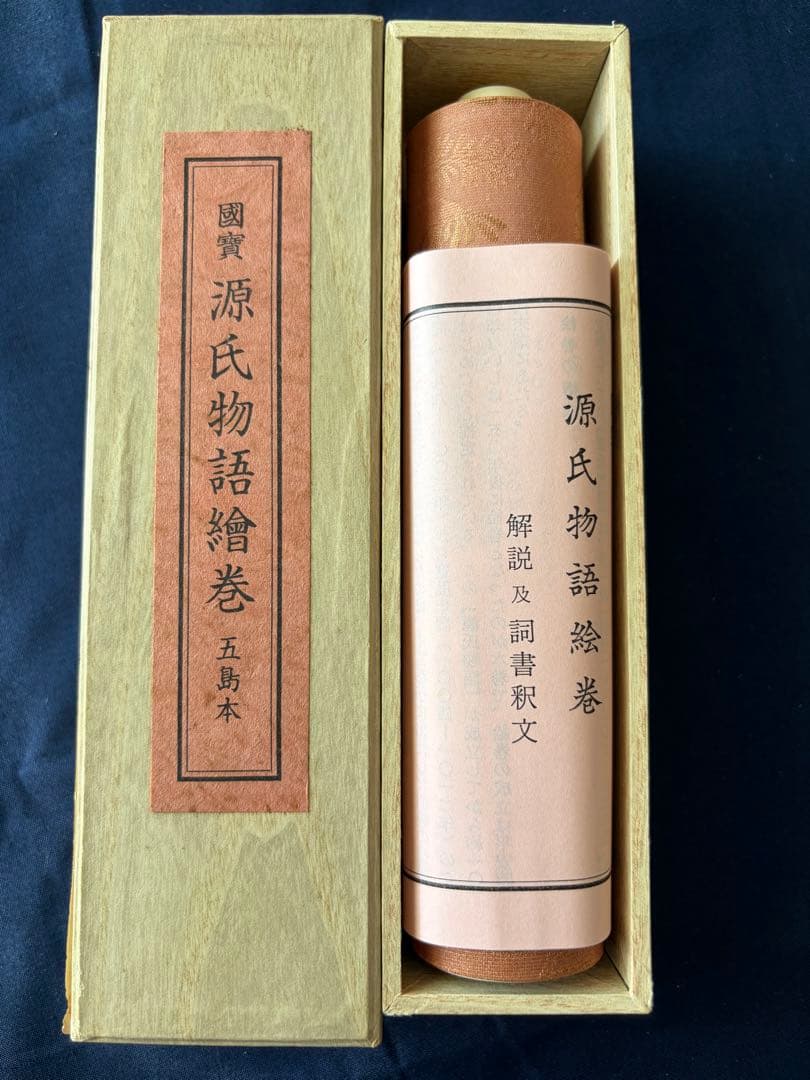 國寶 源氏物語繪巻 五島本
源氏物語絵巻
解説及詞書釈文